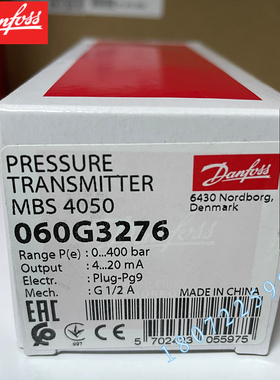 Danfoss
PRESSURE
TRANSMITTER
MBS 4050
Danfoss
6430 Nordborg,
Denmark
060G3276
Range P(e) : 0...400 bar
Output : 4...20 mA
Electr. : Plug-Pg9
Mech. : G 1/2 A
MADE IN CHINA
EAC